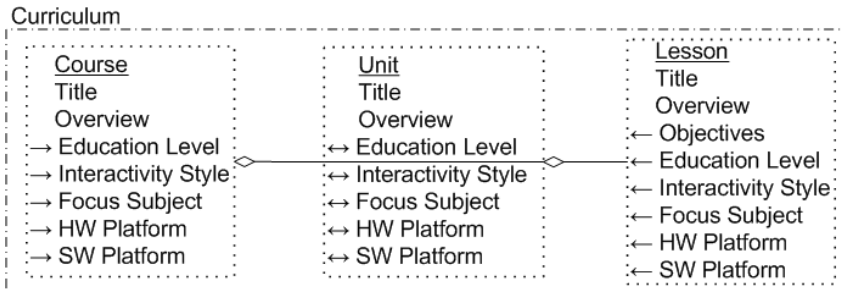 Curriculum
Course
Title
Overview
→ Education Level
→ Interactivity Style
→ Focus Subject
→ HW Platform
→ SW Platform
Unit
Title
Overview
↔ Education Level
↔ Interactivity Style
↔ Focus Subject
↔ HW Platform
↔ SW Platform
Lesson
Title
Overview
← Objectives
← Education Level
← Interactivity Style
← Focus Subject
← HW Platform
← SW Platform